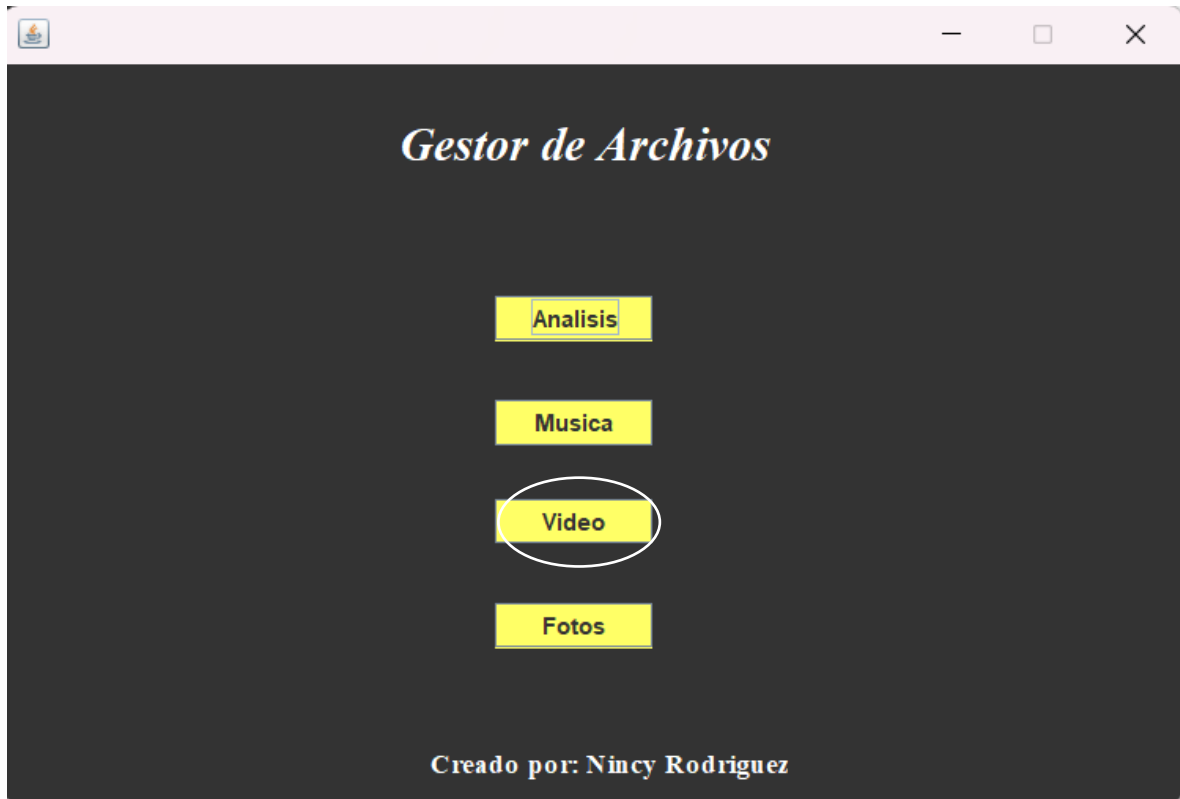 Gestor de Archivos
Analisis
Musica
Video
Fotos
Creado por: Nincy Rodriguez